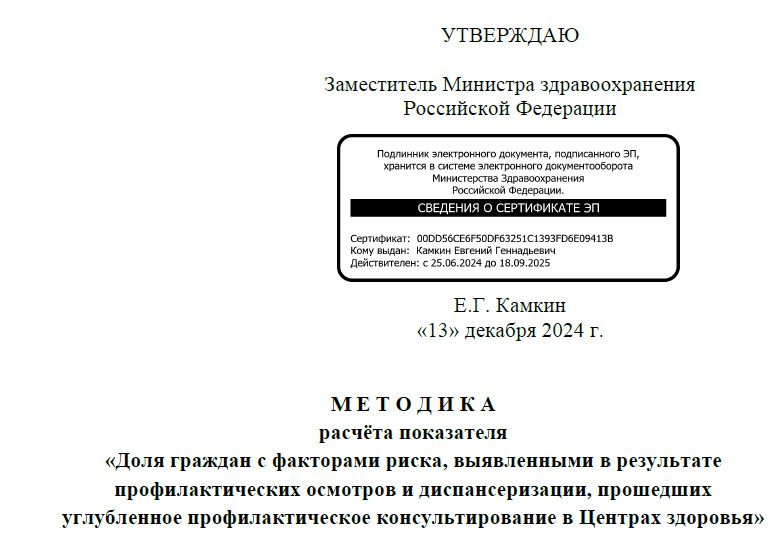 УТВЕРЖДАЮ
Заместитель Министра здравоохранения
Российской Федерации
Подлинник электронного документа, подписанного ЭП,
хранится в системе электронного документооборота
Министерства Здравоохранения
Российской Федерации.
СВЕДЕНИЯ О СЕРТИФИКАТЕ ЭП
Сертификат: 00DD56CE6F50DF63251C1393FD6E09413B
Кому выдан: Камкин Евгений Геннадьевич
Действителен: с 25.06.2024 до 18.09.2025
Е.Г. Камкин
«13» декабря 2024 г.
М Е Т О Д И К А
расчёта показателя
«Доля граждан с факторами риска, выявленными в результате
профилактических осмотров и диспансеризации, прошедших
углубленное профилактическое консультирование в Центрах здоровья»